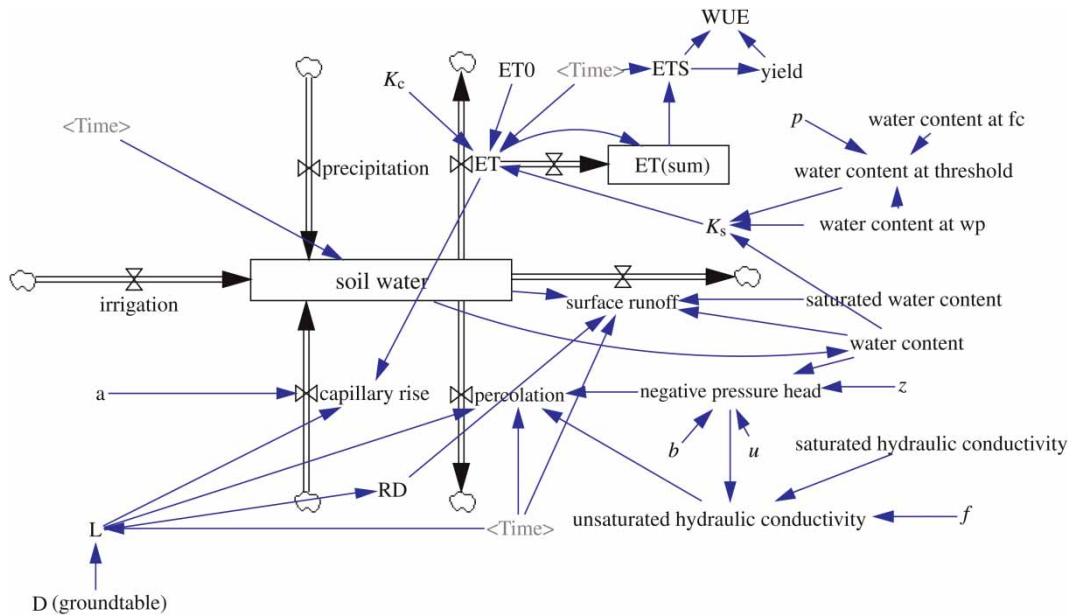 WUE
ET0
<Time>
ETS
yield
Kc
<Time>
p
water content at fc
precipitation
ET
ET(sum)
water content at threshold
Ks
water content at wp
soil water
irrigation
surface runoff
saturated water content
water content
a
capillary rise
percolation
negative pressure head
z
b
u
saturated hydraulic conductivity
RD
L
<Time>
unsaturated hydraulic conductivity
f
D (groundtable)